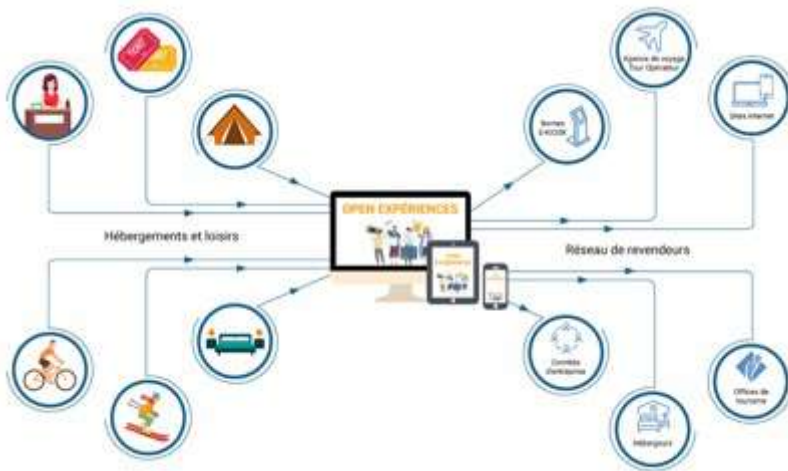 Agence de voyage
Tour Opérateur
Sites internet
Bornes
E-KIOSK
OPEN EXPÉRIENCES
Hébergements et loisirs
Réseau de revendeurs
Comités
d'entreprise
Offices de
tourisme
Hébergeurs